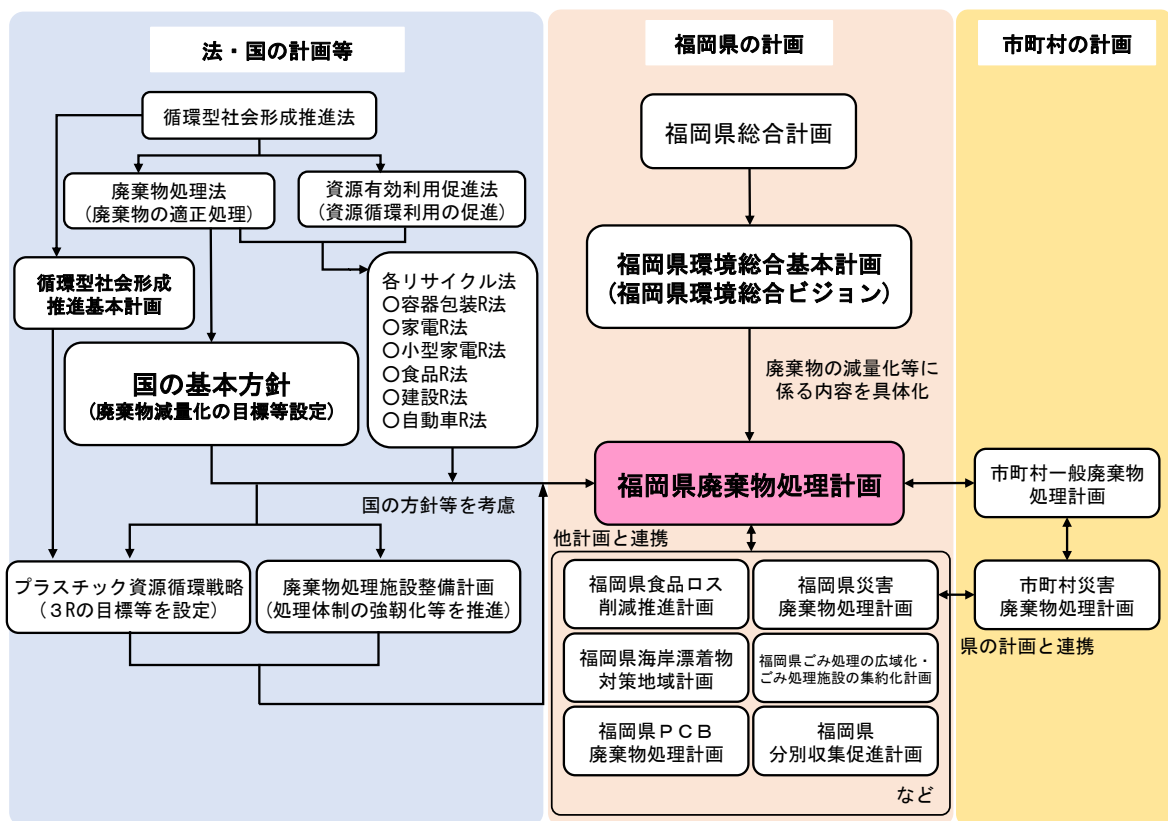 法・国の計画等
循環型社会形成推進法
廃棄物処理法
(廃棄物の適正処理)
資源有効利用促進法
(資源循環利用の促進)
循環型社会形成
推進基本計画
各リサイクル法
〇容器包装R法
〇家電R法
〇小型家電R法
〇食品R法
〇建設R法
〇自動車R法
国の基本方針
(廃棄物減量化の目標等設定)
国の方針等を考慮
プラスチック資源循環戦略
(３Rの目標等を設定)
廃棄物処理施設整備計画
(処理体制の強靭化等を推進)
福岡県の計画
福岡県総合計画
福岡県環境総合基本計画
(福岡県環境総合ビジョン)
廃棄物の減量化等に
係る内容を具体化
福岡県廃棄物処理計画
他計画と連携
福岡県食品ロス
削減推進計画
福岡県災害
廃棄物処理計画
福岡県海岸漂着物
対策地域計画
福岡県ごみ処理の広域化・
ごみ処理施設の集約化計画
福岡県ＰＣＢ
廃棄物処理計画
福岡県
分別収集促進計画
など
市町村の計画
市町村一般廃棄物
処理計画
市町村災害
廃棄物処理計画
県の計画と連携